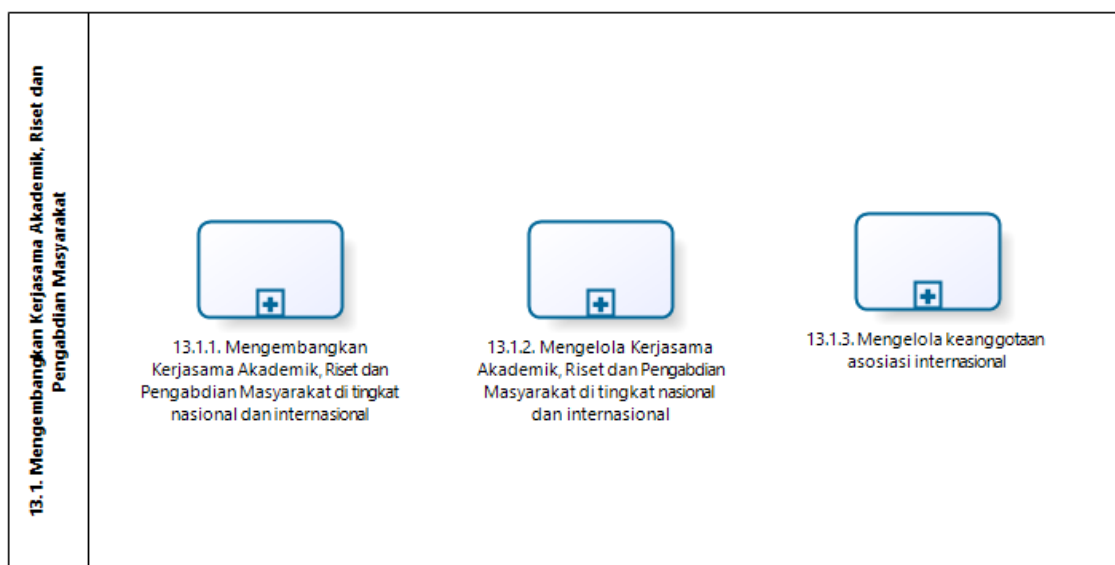 13.1. Mengembangkan Kerjasama Akademik, Riset dan
Pengabdian Masyarakat
13.1.1. Mengembangkan
Kerjasama Akademik, Riset dan
Pengabdian Masyarakat di tingkat
nasional dan internasional
13.1.2. Mengelola Kerjasama
Akademik, Riset dan Pengabdian
Masyarakat di tingkat nasional
dan internasional
13.1.3. Mengelola keanggotaan
asosiasi internasional